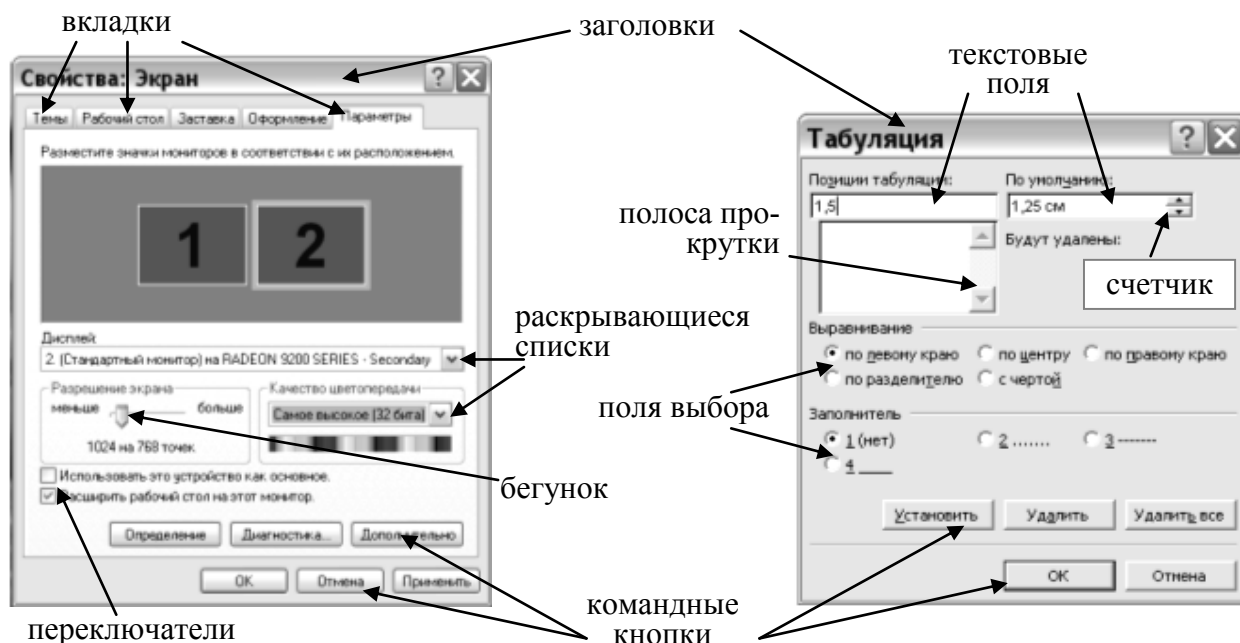 вкладки
заголовки
текстовые
поля
Свойства: Экран
Темы Рабочий стол Заставка Оформление Параметры
Разместите значки мониторов в соответствии с их расположением.
1 2
Дисплей:
2. (Стандартный монитор) на RADEON 9200 SERIES - Secondary
Разрешение экрана
меньше больше
1024 на 768 точек
Качество цветопередачи
Самое высокое (32 бита)
Использовать это устройство как основное.
Расширить рабочий стол на этот монитор.
Определение Диагностика... Дополнительно
ОК Отмена Применить
переключатели
полоса про-
крутки
раскрывающиеся
списки
поля выбора
бегунок
командные
кнопки
Табуляция
Позиции табуляции: По умолчанию:
1,5 1,25 см
Будут удалены:
счетчик
Выравнивание
по левому краю по центру по правому краю
по разделителю с чертой
Заполнитель
1 (нет) 2 ....... 3 -------
4 ___
Установить Удалить Удалить все
ОК Отмена